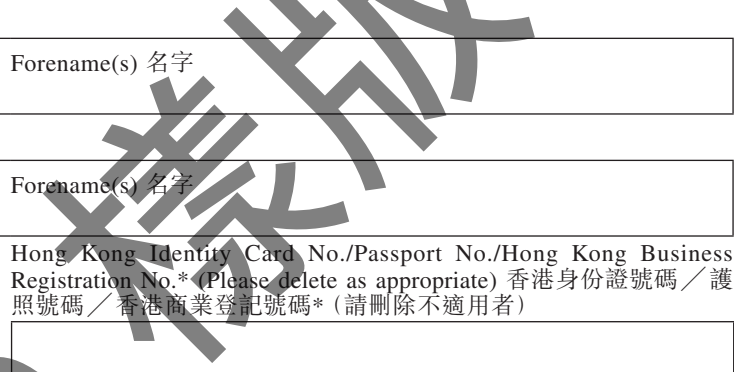 Forename(s) 名字
Forename(s) 名字
Hong Kong Identity Card No./Passport No./Hong Kong Business
Registration No.* (Please delete as appropriate) 香港身份證號碼／護
照號碼／香港商業登記號碼* (請刪除不適用者)
樣版